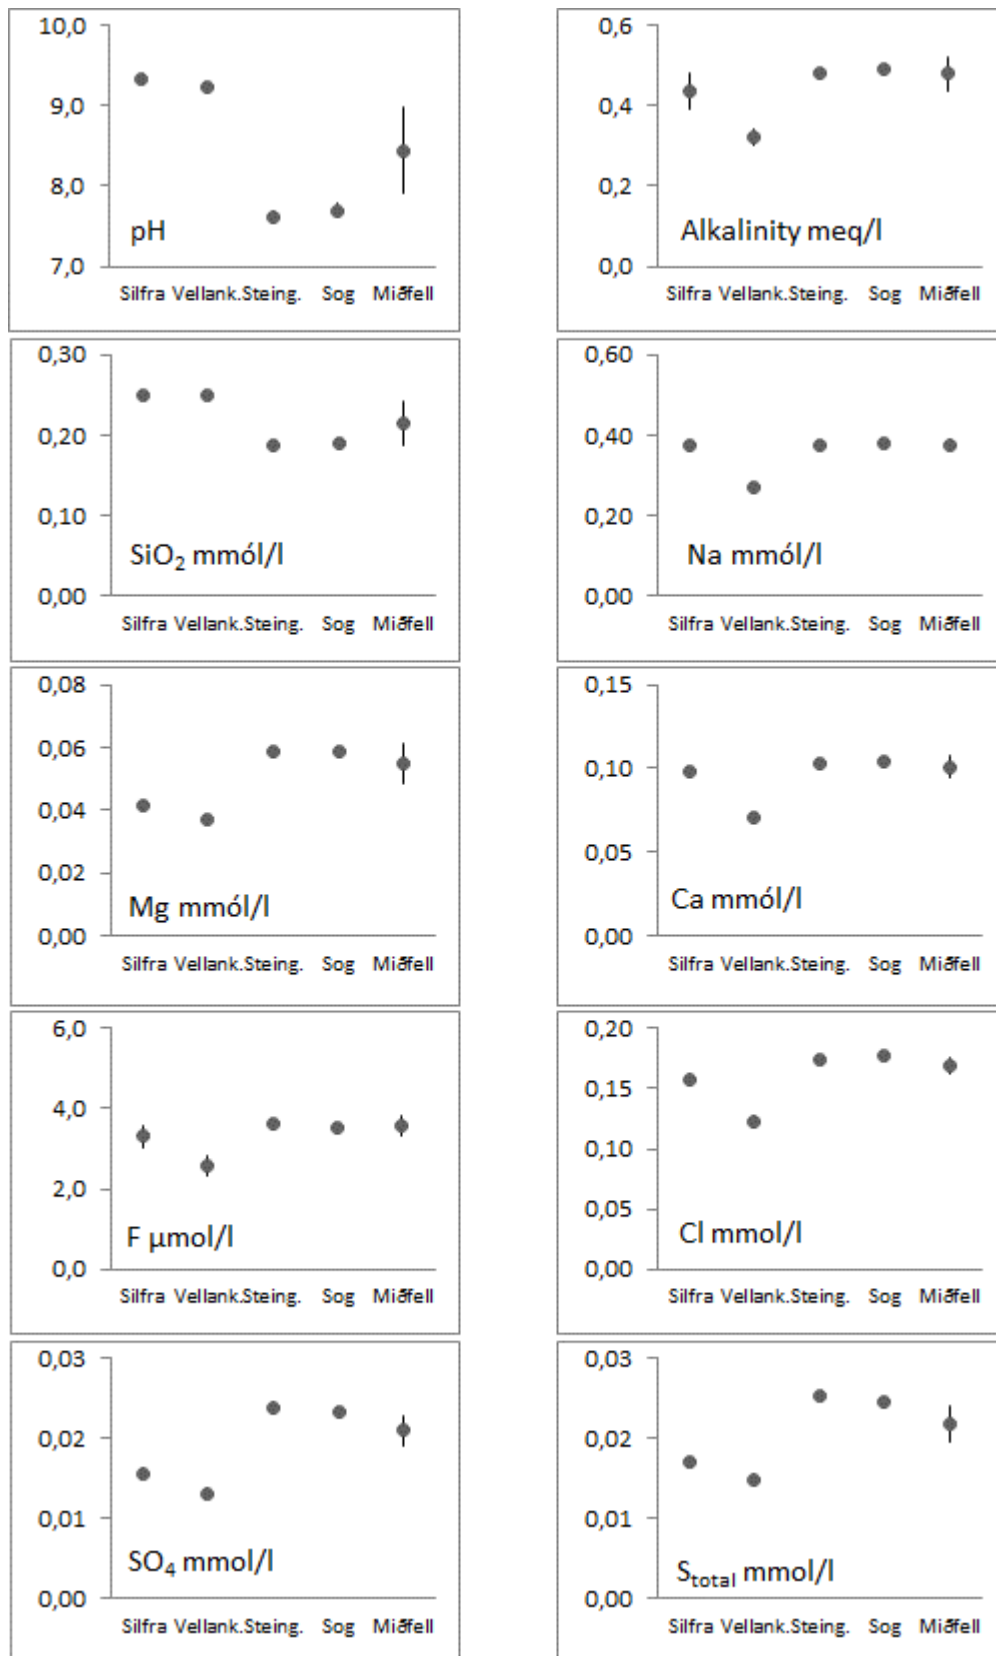 10,0
9,0
8,0
7,0
pH
Silfra Vellank. Steing. Sog Miðfell
0,6
0,4
0,2
0,0
Alkalinity meq/l
Silfra Vellank. Steing. Sog Miðfell
0,30
0,20
0,10
0,00
SiO₂ mmól/l
Silfra Vellank. Steing. Sog Miðfell
0,60
0,40
0,20
0,00
Na mmól/l
Silfra Vellank. Steing. Sog Miðfell
0,08
0,06
0,04
0,02
0,00
Mg mmól/l
Silfra Vellank. Steing. Sog Miðfell
0,15
0,10
0,05
0,00
Ca mmól/l
Silfra Vellank. Steing. Sog Miðfell
6,0
4,0
2,0
0,0
F µmol/l
Silfra Vellank. Steing. Sog Miðfell
0,20
0,15
0,10
0,05
0,00
Cl mmol/l
Silfra Vellank. Steing. Sog Miðfell
0,03
0,02
0,01
0,00
SO₄ mmol/l
Silfra Vellank. Steing. Sog Miðfell
0,03
0,02
0,01
0,00
Stotal mmol/l
Silfra Vellank. Steing. Sog Miðfell